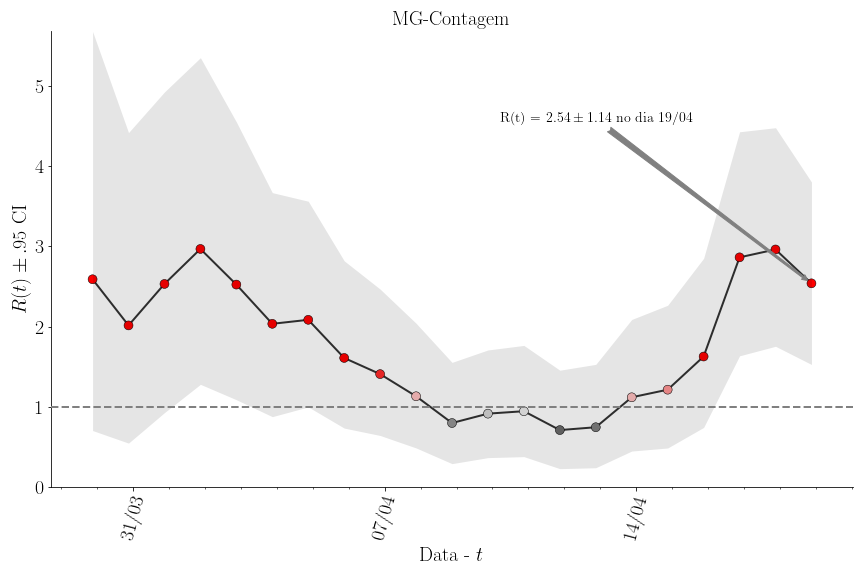 MG-Contagem
R(t) = 2.54 ± 1.14 no dia 19/04
R(t) ± .95 CI
5
4
3
2
1
0
31/03
07/04
14/04
Data - t